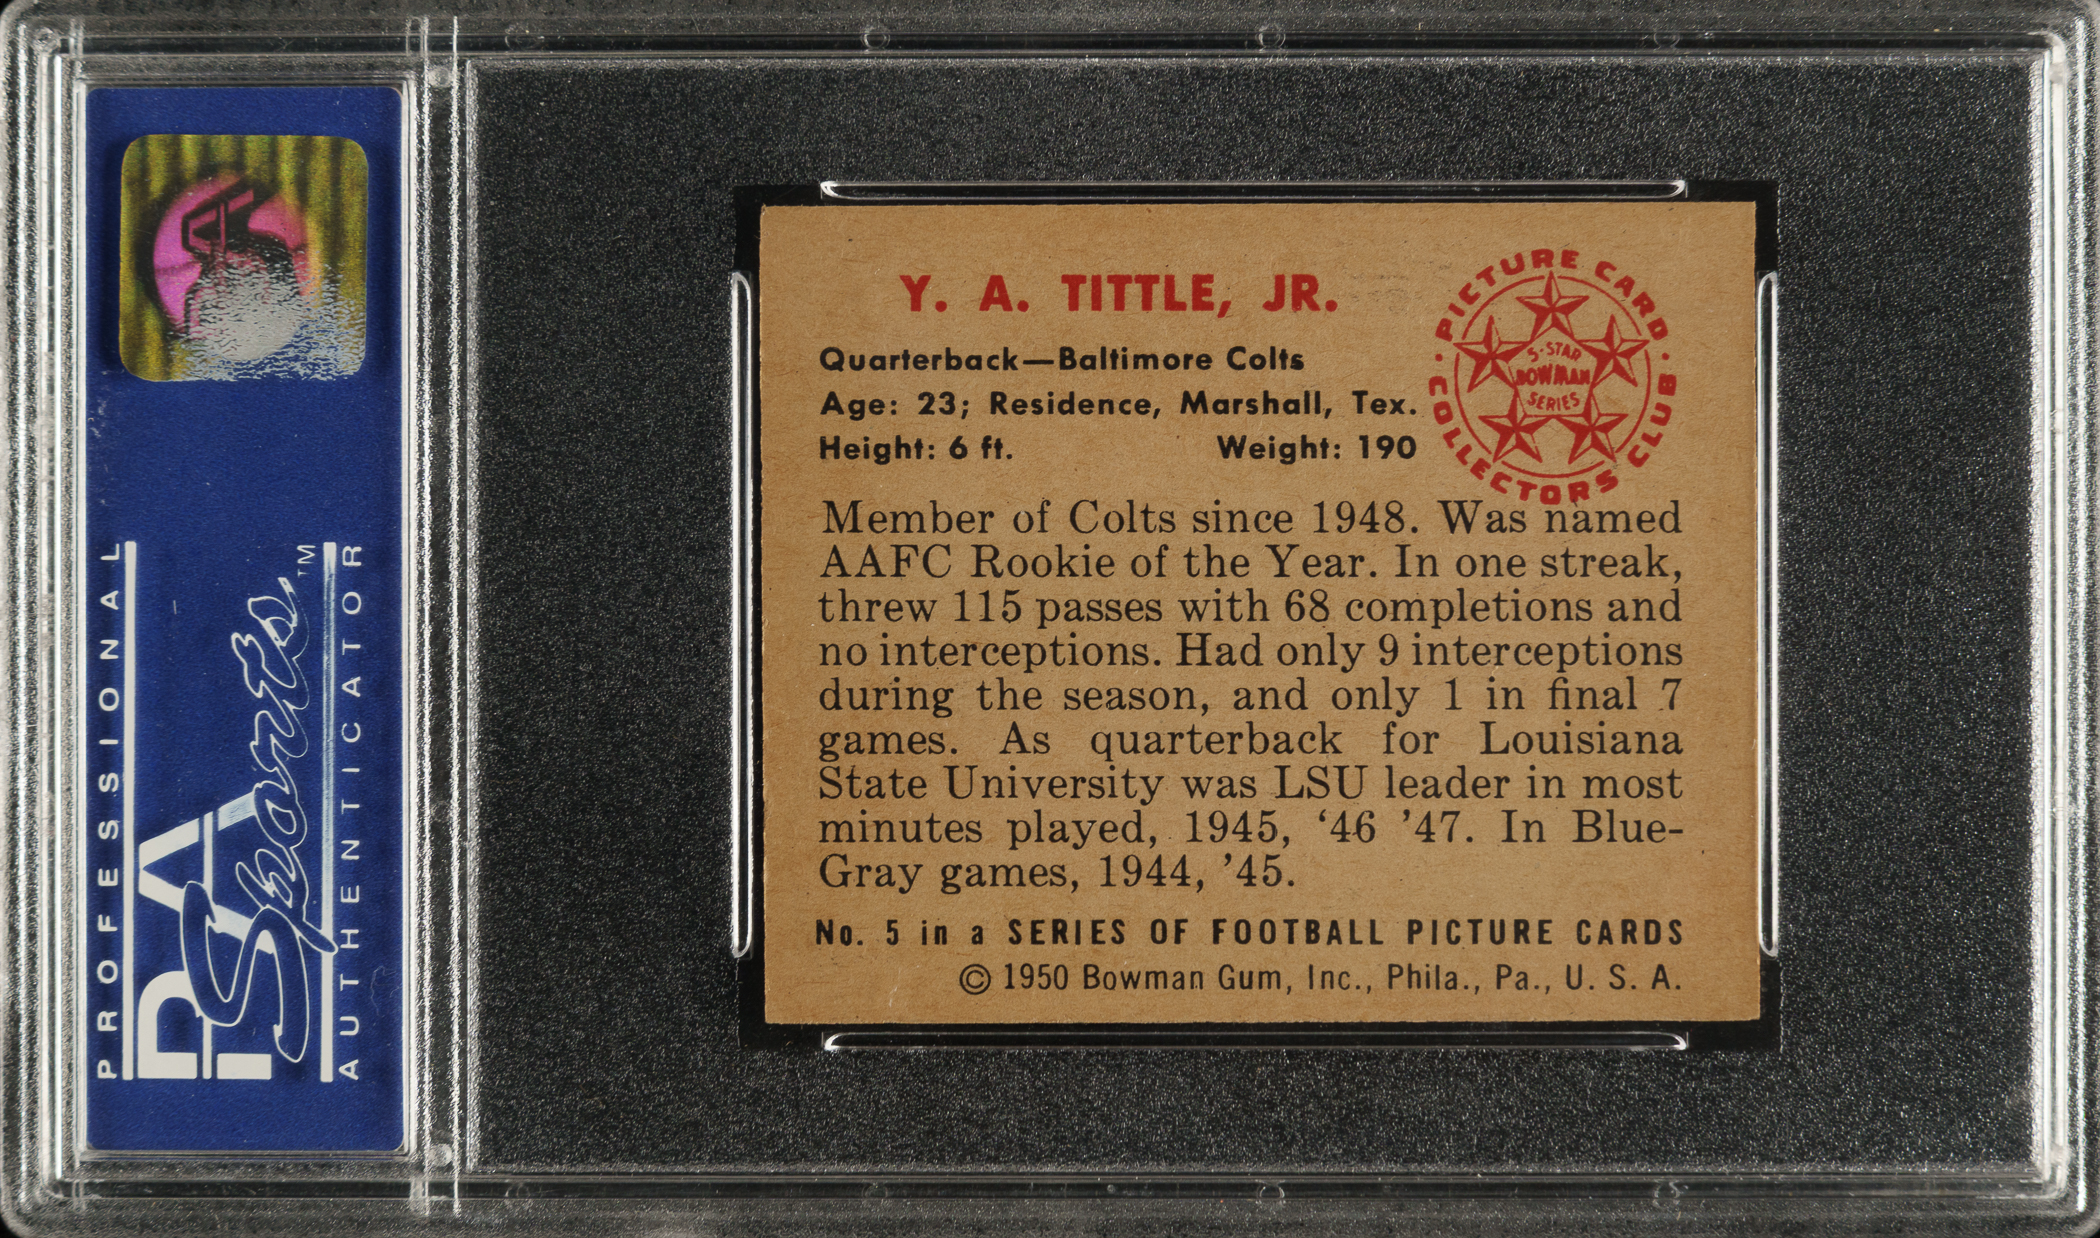 PROFESSIONAL
PSA
Sports
TM
AUTHENTICATOR
Y. A. TITTLE, JR.
Quarterback—Baltimore Colts
Age: 23; Residence, Marshall, Tex.
Height: 6 ft. Weight: 190
PICTURE CARD
COLLECTORS CLUB
5-STAR
BOWMAN
SERIES
Member of Colts since 1948. Was named
AAFC Rookie of the Year. In one streak,
threw 115 passes with 68 completions and
no interceptions. Had only 9 interceptions
during the season, and only 1 in final 7
games. As quarterback for Louisiana
State University was LSU leader in most
minutes played, 1945, ‘46 ’47. In Blue-
Gray games, 1944, ’45.
No. 5 in a SERIES OF FOOTBALL PICTURE CARDS
© 1950 Bowman Gum, Inc., Phila., Pa., U. S. A.